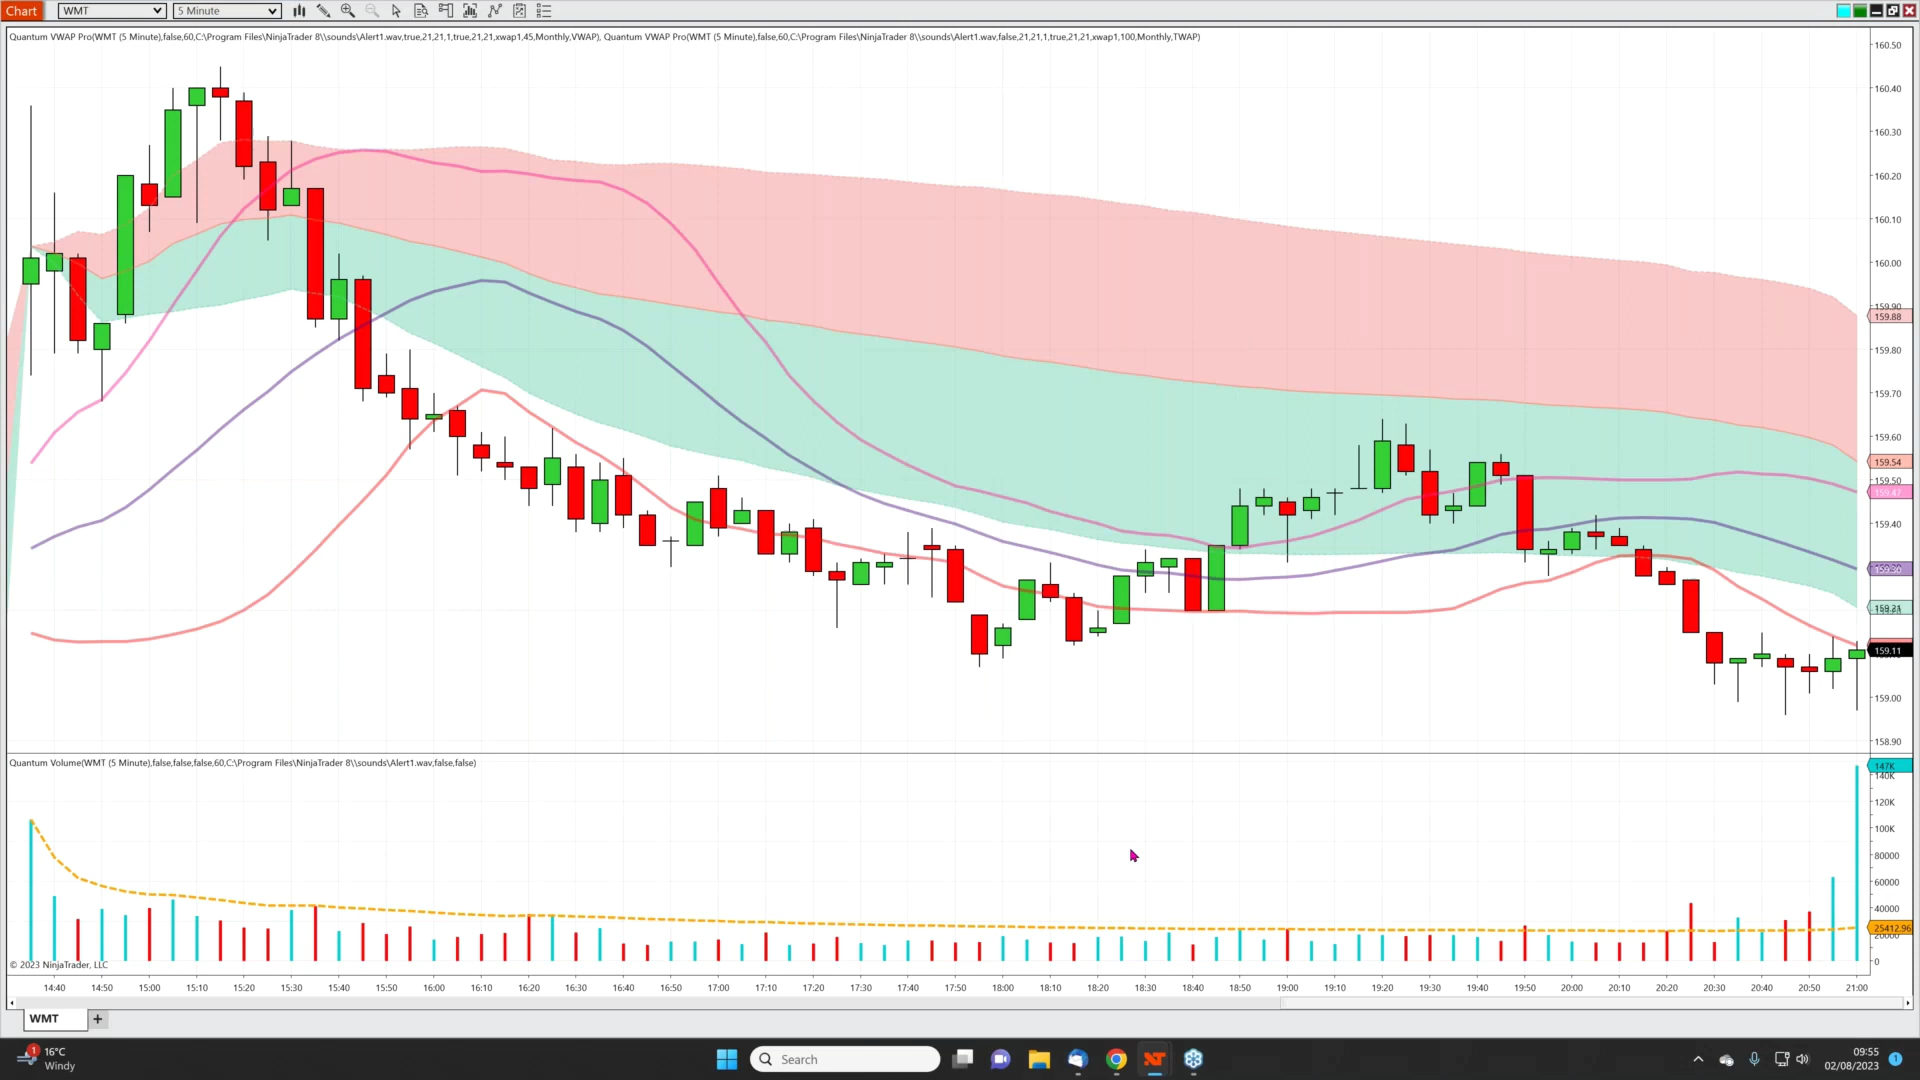 Chart
WMT
5 Minute
Quantum VWAP Pro(WMT (5 Minute),false,60,C:\Program Files\NinjaTrader 8\\sounds\Alert1.wav,true,21,21,1,true,21,21,xwap1,45,Monthly,VWAP), Quantum VWAP Pro(WMT (5 Minute),false,60,C:\Program Files\NinjaTrader 8\\sounds\Alert1.wav,false,21,21,1,true,21,21,xwap1,100,Monthly,TWAP)
160.50
160.40
160.30
160.20
160.10
160.00
159.90
159.88
159.80
159.70
159.60
159.54
159.50
159.47
159.40
159.30
159.21
159.11
159.00
158.90
Quantum Volume(WMT (5 Minute),false,false,false,60,C:\Program Files\NinjaTrader 8\\sounds\Alert1.wav,false,false)
147K
140K
120K
100K
80000
60000
40000
25412.96
20000
0
© 2023 NinjaTrader, LLC
14:40 14:50 15:00 15:10 15:20 15:30 15:40 15:50 16:00 16:10 16:20 16:30 16:40 16:50 17:00 17:10 17:20 17:30 17:40 17:50 18:00 18:10 18:20 18:30 18:40 18:50 19:00 19:10 19:20 19:30 19:40 19:50 20:00 20:10 20:20 20:30 20:40 20:50 21:00
WMT +
1
16°C
Windy
Search
09:55
02/08/2023
1